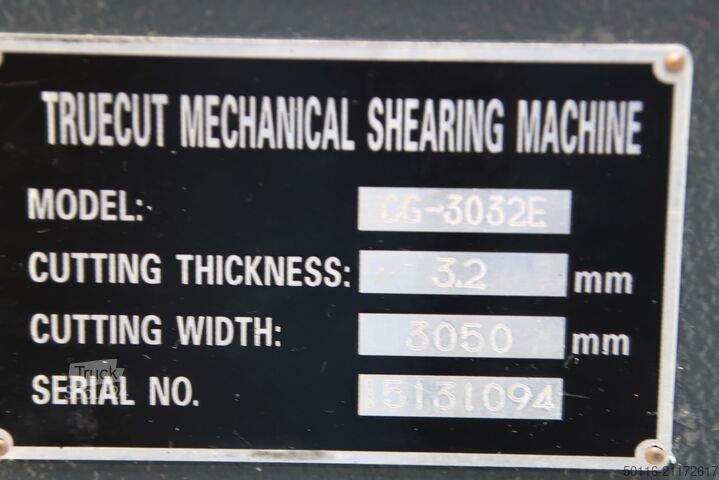 TRUECUT MECHANICAL SHEARING MACHINE
MODEL: CG-3032E
CUTTING THICKNESS: 3.2 mm
CUTTING WIDTH: 3050 mm
SERIAL NO. 15131094
Truck
50116-21172617